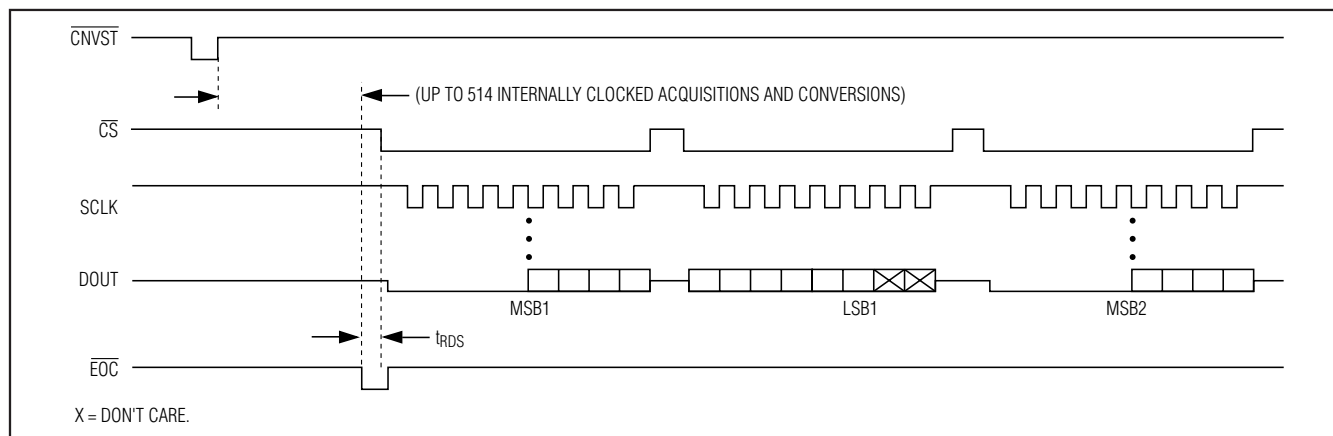 CNVST
(UP TO 514 INTERNALLY CLOCKED ACQUISITIONS AND CONVERSIONS)
CS
SCLK
DOUT
MSB1 LSB1 MSB2
tRDS
EOC
X = DON'T CARE.